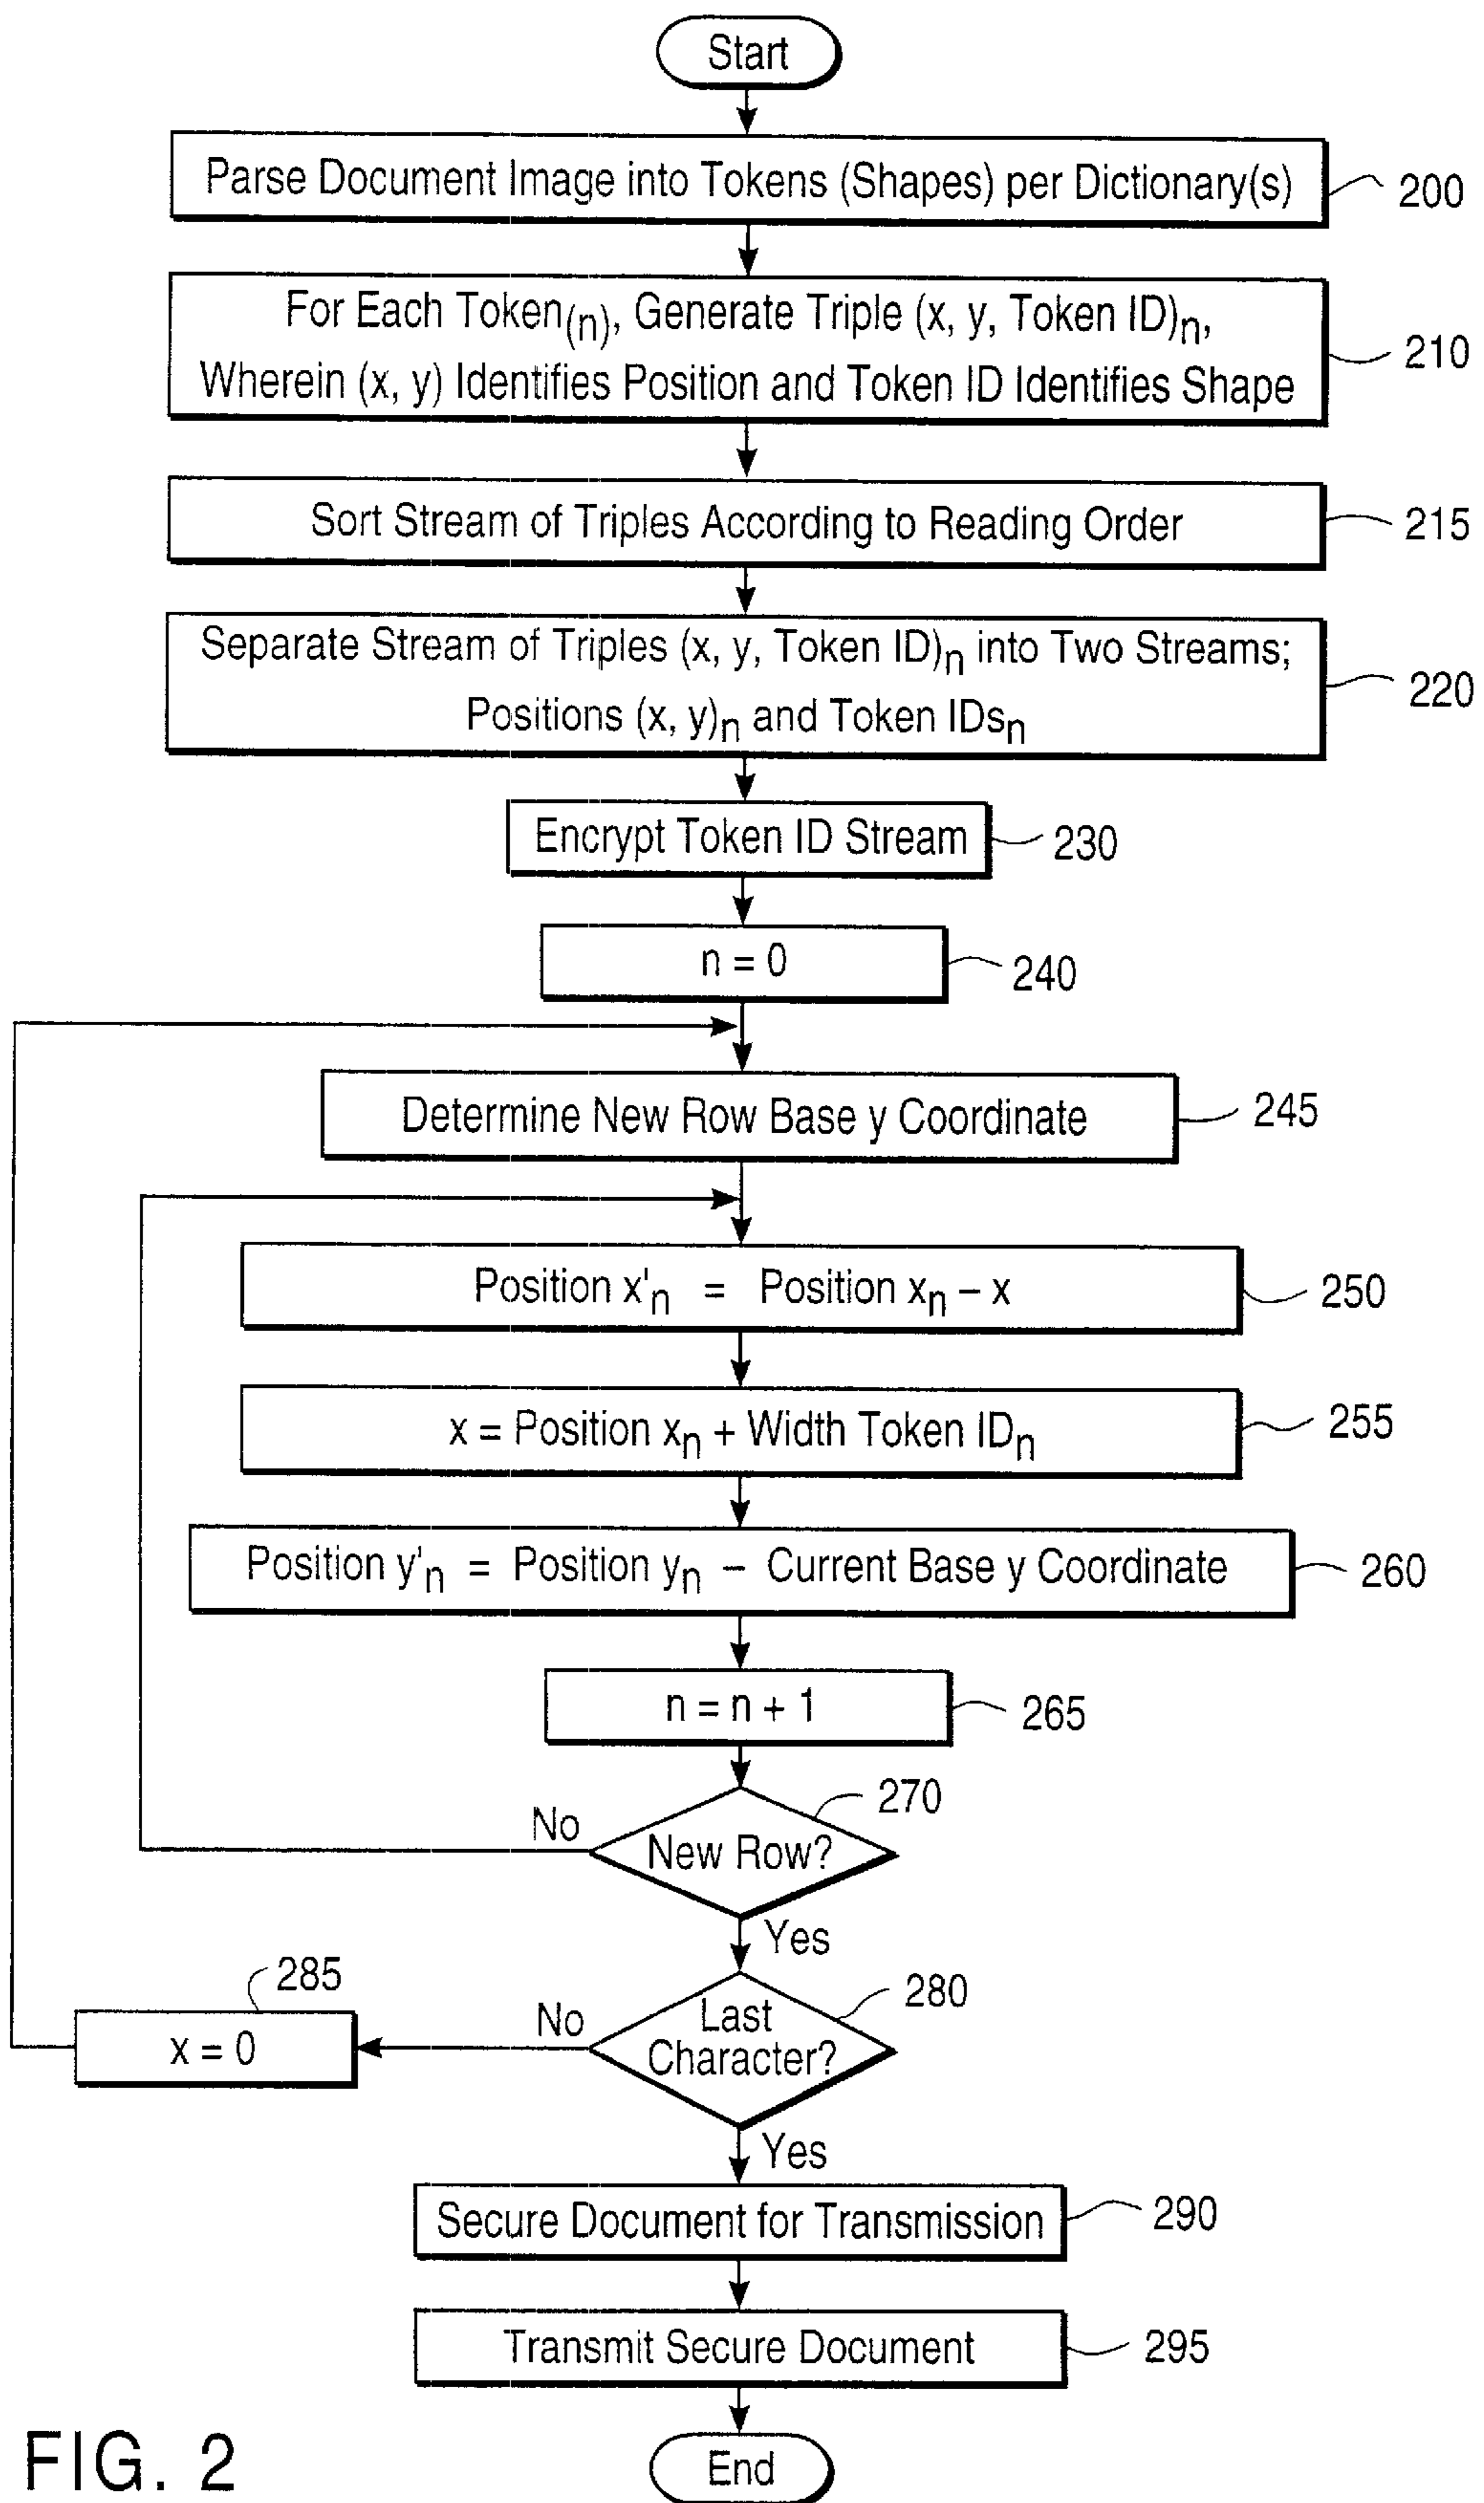 Start
Parse Document Image into Tokens (Shapes) per Dictionary(s)
200
For Each Token(n), Generate Triple (x, y, Token ID)n,
Wherein (x, y) Identifies Position and Token ID Identifies Shape
210
Sort Stream of Triples According to Reading Order
215
Separate Stream of Triples (x, y, Token ID)n into Two Streams;
Positions (x, y)n and Token IDsn
220
Encrypt Token ID Stream
230
n = 0
240
Determine New Row Base y Coordinate
245
Position x'n = Position xn – x
250
x = Position xn + Width Token IDn
255
Position y'n = Position yn – Current Base y Coordinate
260
n = n + 1
265
270
No
New Row?
Yes
285
280
No
Last
Character?
x = 0
Yes
Secure Document for Transmission
290
Transmit Secure Document
295
End
FIG. 2